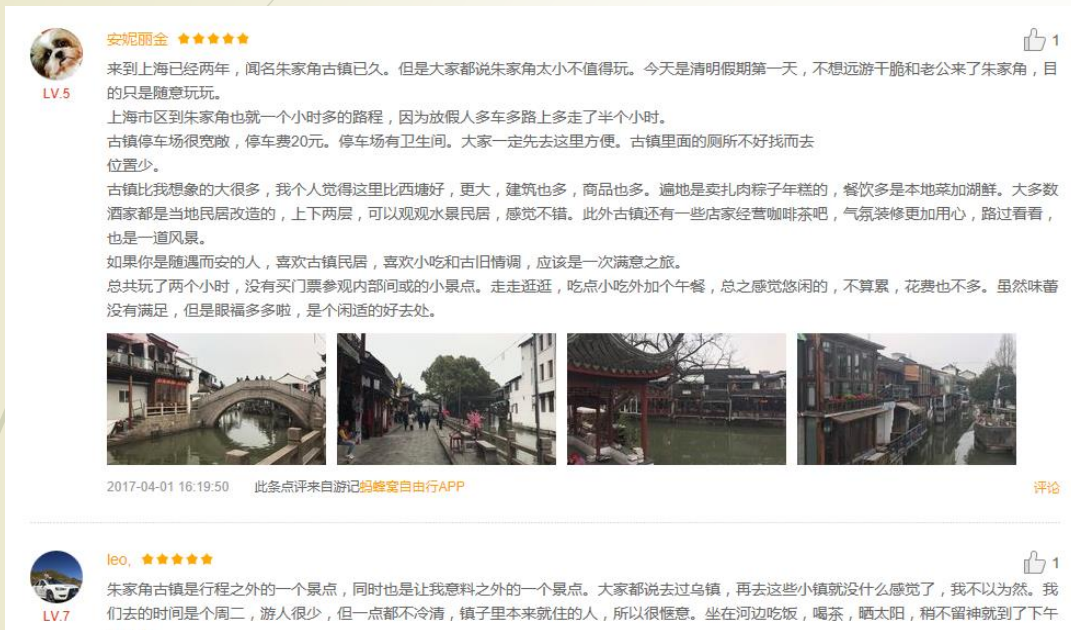 安妮丽金
1
来到上海已经两年，闻名朱家角古镇已久。但是大家都说朱家角太小不值得玩。今天是清明假期第一天，不想远游干脆和老公来了朱家角，目
LV.5
的只是随意玩玩。
上海市区到朱家角也就一个小时多的路程，因为放假人多车多路上多走了半个小时。
古镇停车场很宽敞，停车费20元。停车场有卫生间。大家一定先去这里方便。古镇里面的厕所不好找而去
位置少。
古镇比我想象的大很多，我个人觉得这里比西塘好，更大，建筑也多，商品也多。遍地是卖扎肉粽子年糕的，餐饮多是本地菜加湖鲜。大多数
酒家都是当地民居改造的，上下两层，可以观观水景民居，感觉不错。此外古镇还有一些店家经营咖啡茶吧，气氛装修更加用心，路过看看，
也是一道风景。
如果你是随遇而安的人，喜欢古镇民居，喜欢小吃和古旧情调，应该是一次满意之旅。
总共玩了两个小时，没有买门票参观内部间或的小景点。走走逛逛，吃点小吃外加个午餐，总之感觉悠闲的，不算累，花费也不多。虽然味蕾
没有满足，但是眼福多多啦，是个闲适的好去处。
2017-04-01 16:19:50 此条点评来自游记蚂蜂窝自由行APP
评论
leo,
1
朱家角古镇是行程之外的一个景点，同时也是让我意料之外的一个景点。大家都说去过乌镇，再去这些小镇就没什么感觉了，我不以为然。我
LV.7
们去的时间是个周二，游人很少，但一点都不冷清，镇子里本来就住的人，所以很惬意。坐在河边吃饭，喝茶，晒太阳，稍不留神就到了下午